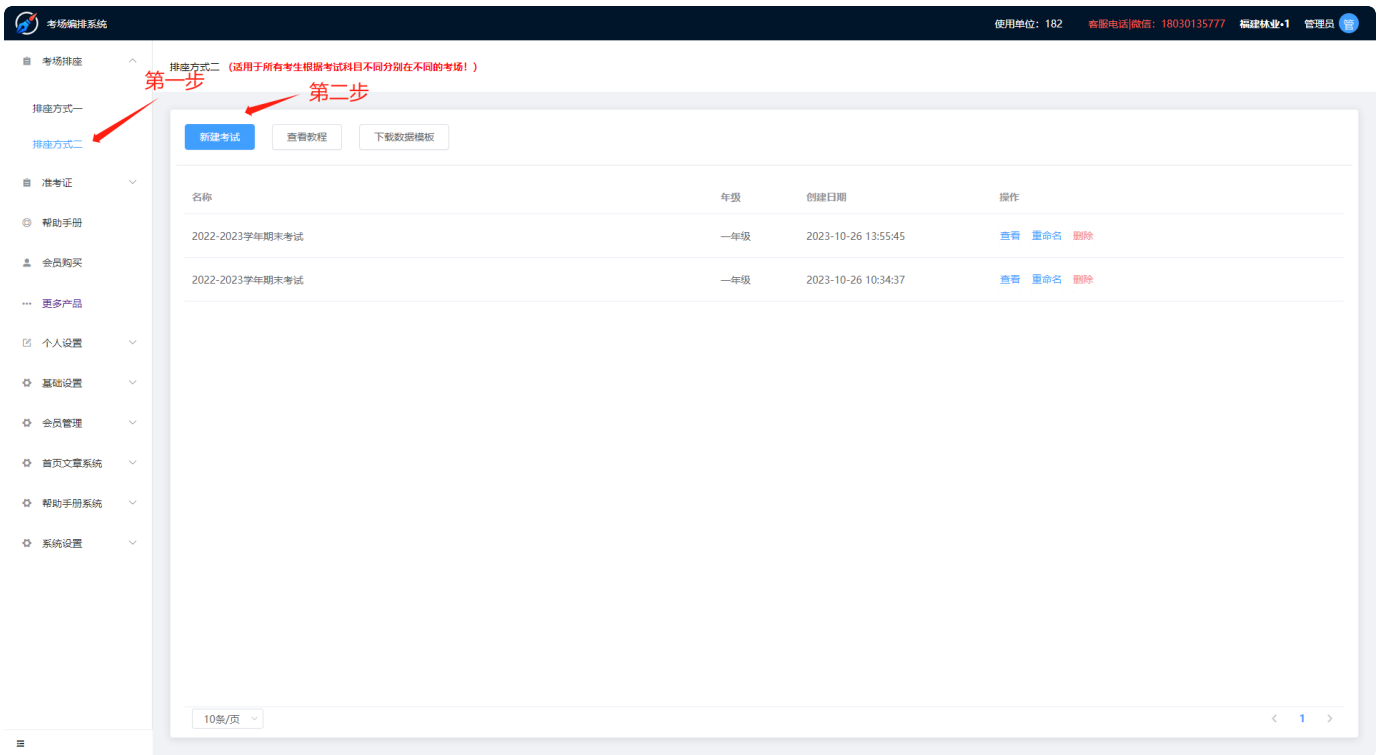 考场编排系统 使用单位：182 客服电话|微信：18030135777 福建林业•1 管理员 管
考场排座
排座方式二 （适用于所有考生根据考试科目不同分别在不同的考场！）
第一步
第二步
排座方式一
新建考试 查看教程 下载数据模板
排座方式二
准考证
名称 年级 创建日期 操作
帮助手册
2022-2023学年期末考试 一年级 2023-10-26 13:55:45 查看 重命名 删除
会员购买
2022-2023学年期末考试 一年级 2023-10-26 10:34:37 查看 重命名 删除
更多产品
个人设置
基础设置
会员管理
首页文章系统
帮助手册系统
系统设置
10条/页 1